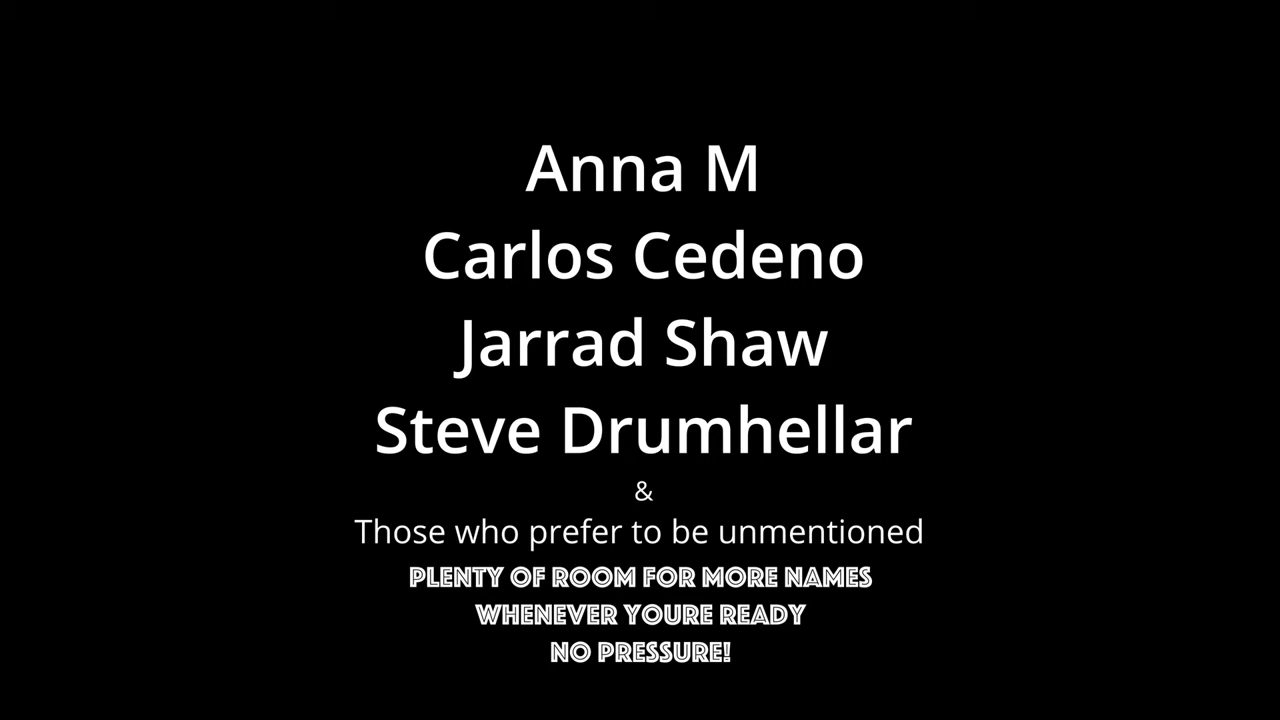 Anna M
Carlos Cedeno
Jarrad Shaw
Steve Drumhellar
&
Those who prefer to be unmentioned
PLENTY OF ROOM FOR MORE NAMES
WHENEVER YOURE READY
NO PRESSURE!